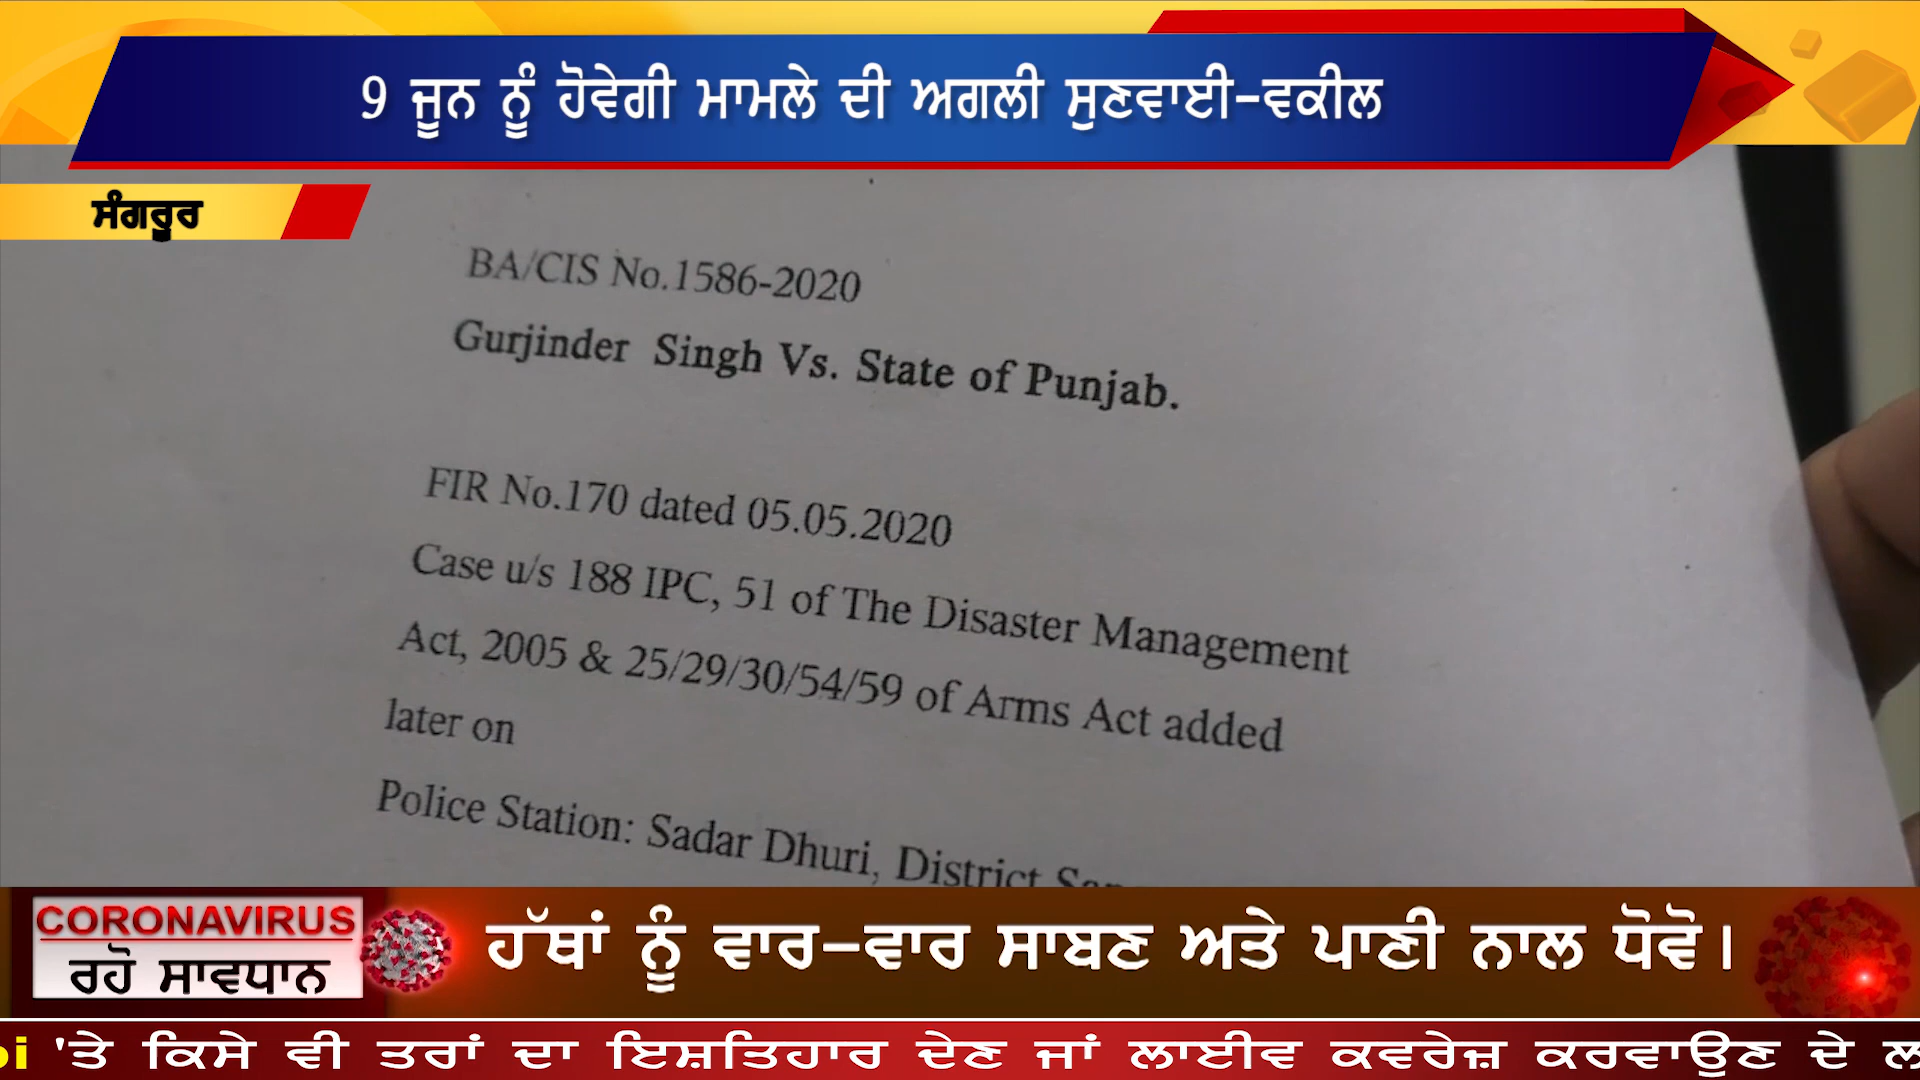 9 ਜੂਨ ਨੂੰ ਹੋਵੇਗੀ ਮਾਮਲੇ ਦੀ ਅਗਲੀ ਸੁਣਵਾਈ-ਵਕੀਲ
ਸੰਗਰੂਰ
BA/CIS No.1586-2020
Gurjinder Singh Vs. State of Punjab.
FIR No.170 dated 05.05.2020
Case u/s 188 IPC, 51 of The Disaster Management
Act, 2005 & 25/29/30/54/59 of Arms Act added
later on
Police Station: Sadar Dhuri, District
CORONAVIRUS
ਰਹੋ ਸਾਵਧਾਨ
ਹੱਥਾਂ ਨੂੰ ਵਾਰ-ਵਾਰ ਸਾਬਣ ਅਤੇ ਪਾਣੀ ਨਾਲ ਧੋਵੋ।
'ਤੇ ਕਿਸੇ ਵੀ ਤਰਾਂ ਦਾ ਇਸ਼ਤਿਹਾਰ ਦੇਣ ਜਾਂ ਲਾਈਵ ਕਵਰੇਜ਼ ਕਰਵਾਉਣ ਦੇ